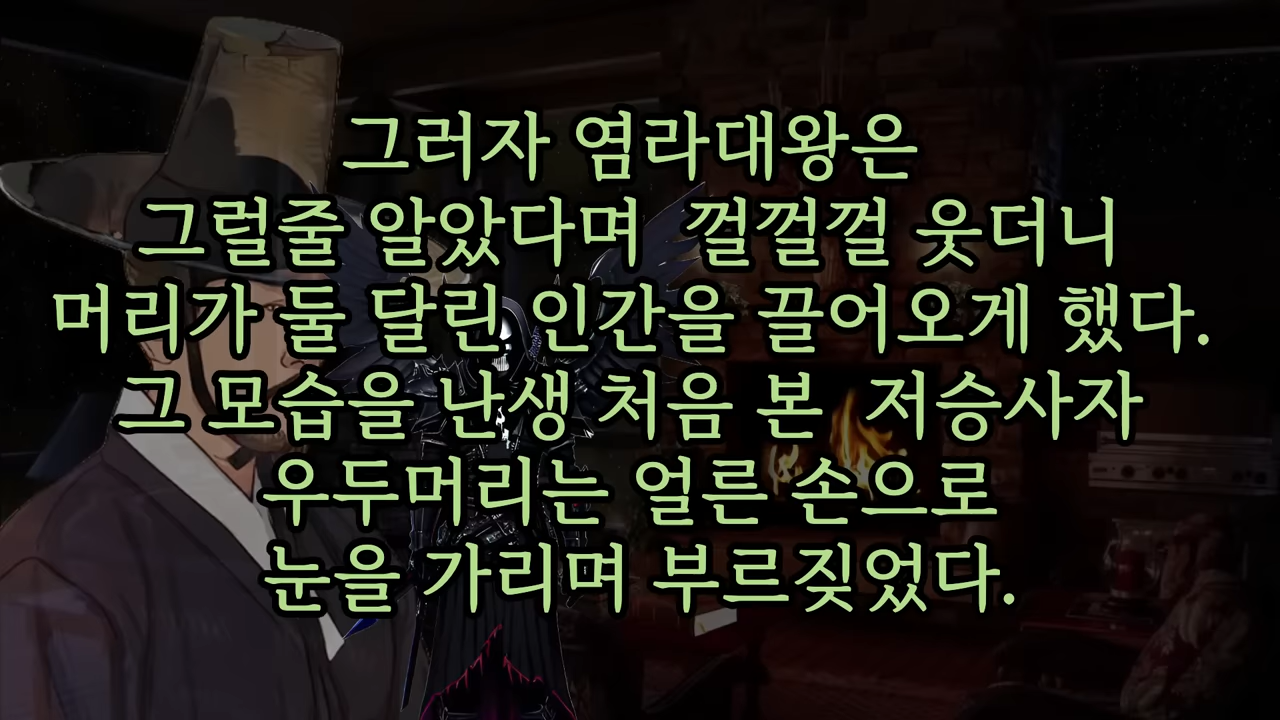 그러자 염라대왕은
그럴줄 알았다며 껄껄껄 웃더니
머리가 둘 달린 인간을 끌어오게 했다.
그 모습을 난생 처음 본 저승사자
우두머리는 얼른 손으로
눈을 가리며 부르짖었다.